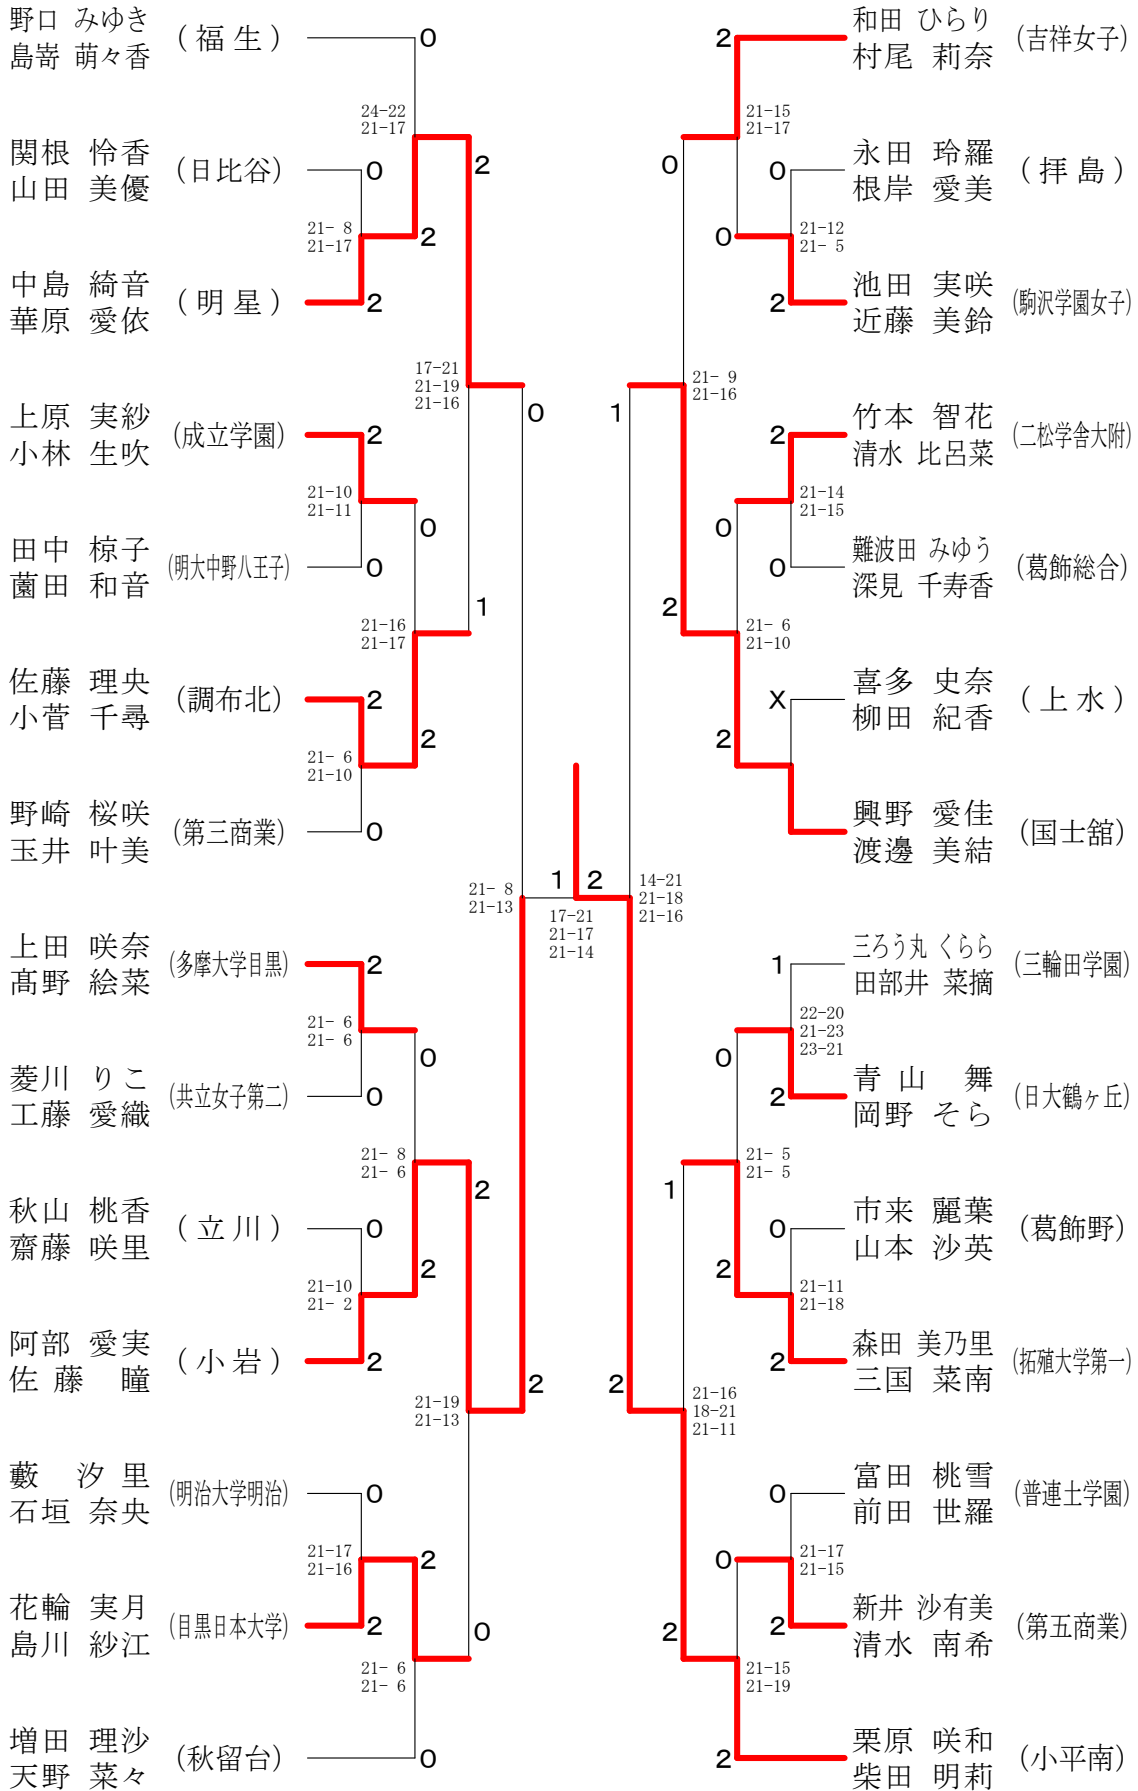 野口 みゆき
島嵜 萌々香
(福生)
0
24-22
21-17
関根 怜香
山田 美優
(日比谷)
0
2
21- 8
21-17
2
中島 綺音
華原 愛依
(明星)
2
17-21
21-19
21-16
0
上原 実紗
小林 生吹
(成立学園)
2
21-10
21-11
0
田中 椋子
薗田 和音
(明大中野八王子)
0
1
21-16
21-17
佐藤 理央
小菅 千尋
(調布北)
2
2
21- 6
21-10
野崎 桜咲
玉井 叶美
(第三商業)
0
21- 8
21-13
1
2
17-21
21-17
21-14
上田 咲奈
髙野 絵菜
(多摩大学目黒)
2
21- 6
21- 6
0
菱川 りこ
工藤 愛織
(共立女子第二)
0
21- 8
21- 6
2
秋山 桃香
齋藤 咲里
(立川)
0
2
21-10
21- 2
阿部 愛実
佐藤 瞳
(小岩)
2
2
21-19
21-13
藪 汐里
石垣 奈央
(明治大学明治)
0
21-17
21-16
2
花輪 実月
島川 紗江
(目黒日本大学)
2
0
21- 6
21- 6
増田 理沙
天野 菜々
(秋留台)
0
2
和田 ひらり
村尾 莉奈
(吉祥女子)
21-15
21-17
0
0
永田 玲羅
根岸 愛美
(拝島)
0
21-12
21- 5
2
池田 実咲
近藤 美鈴
(駒沢学園女子)
21- 9
21-16
1
2
竹本 智花
清水 比呂菜
(二松学舎大附)
21-14
21-15
0
0
難波田 みゆう
深見 千寿香
(葛飾総合)
2
21- 6
21-10
X
喜多 史奈
柳田 紀香
(上水)
2
興野 愛佳
渡邊 美結
(国士舘)
14-21
21-18
21-16
1
三ろう丸 くらら
田部井 菜摘
(三輪田学園)
22-20
21-23
23-21
0
2
青山 舞
岡野 そら
(日大鶴ヶ丘)
21- 5
21- 5
1
0
市来 麗葉
山本 沙英
(葛飾野)
2
21-11
21-18
2
森田 美乃里
三国 菜南
(拓殖大学第一)
2
21-16
18-21
21-11
0
富田 桃雪
前田 世羅
(普連土学園)
0
21-17
21-15
2
新井 沙有美
清水 南希
(第五商業)
2
21-15
21-19
2
栗原 咲和
柴田 明莉
(小平南)